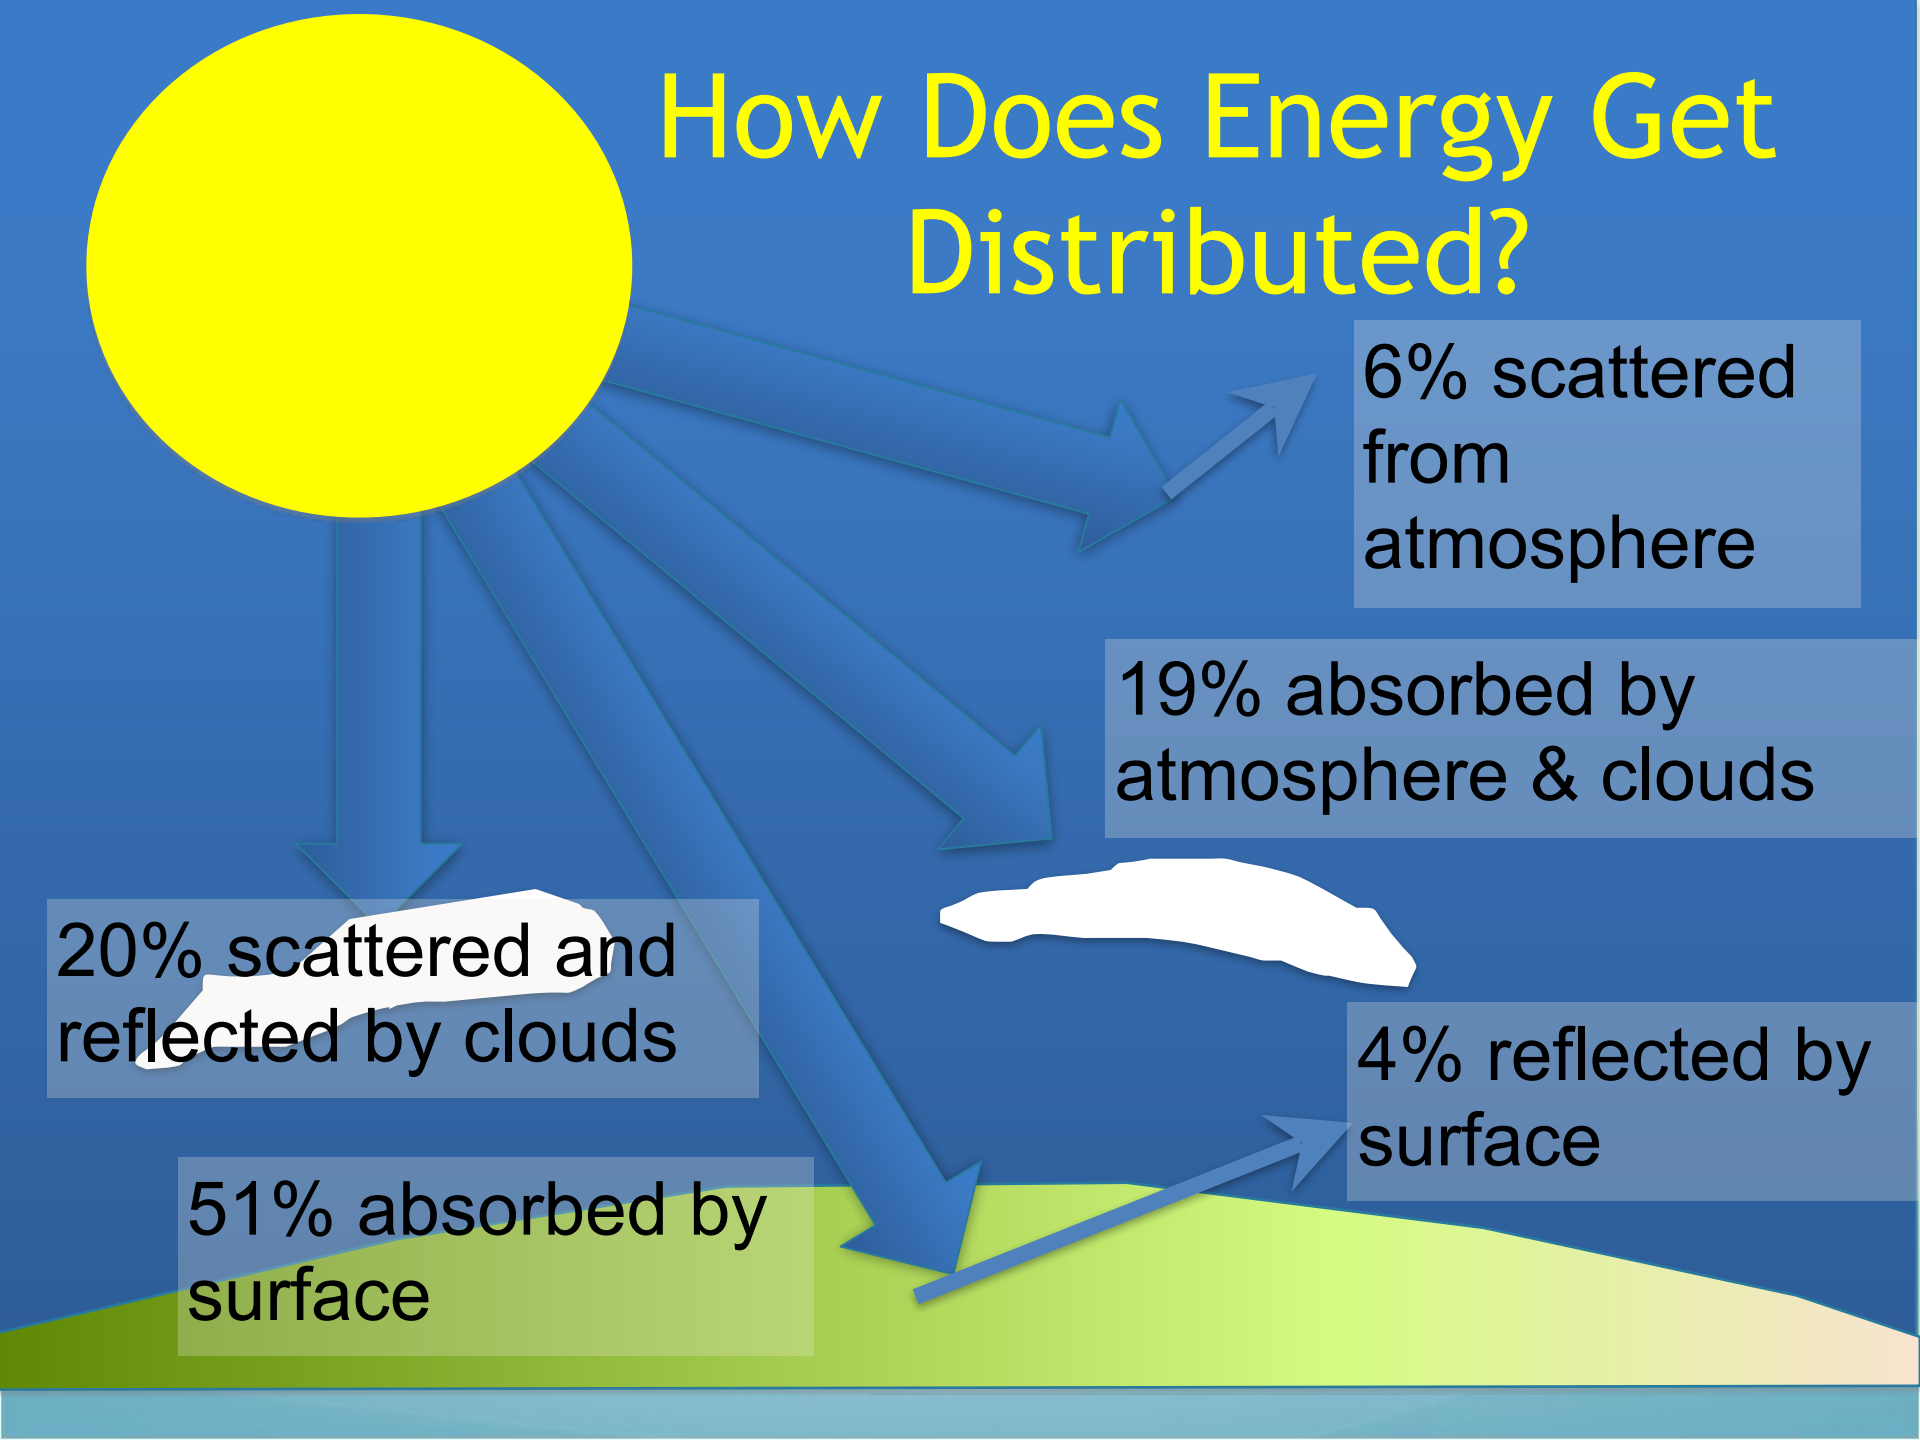 How Does Energy Get
Distributed?
6% scattered
from
atmosphere
19% absorbed by
atmosphere & clouds
20% scattered and
reflected by clouds
4% reflected by
surface
51% absorbed by
surface